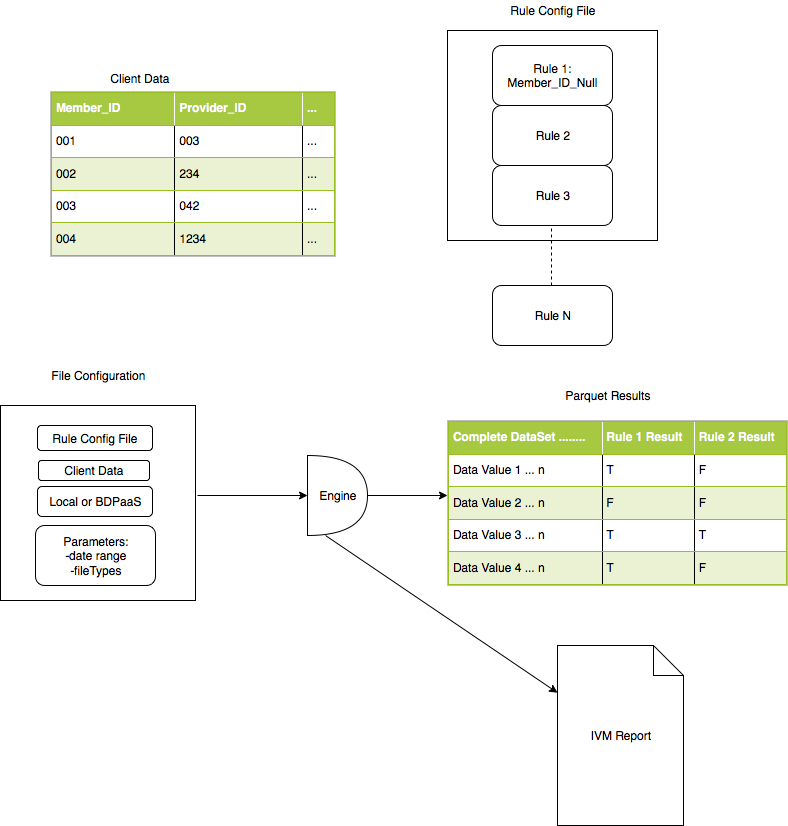 Rule Config File
Rule 1:
Member_ID_Null
Rule 2
Rule 3
Rule N
Client Data
Member_ID Provider_ID ...
001 003 ...
002 234 ...
003 042 ...
004 1234 ...
File Configuration
Rule Config File
Client Data
Local or BDPaaS
Parameters:
-date range
-fileTypes
Engine
Parquet Results
Complete DataSet ........ Rule 1 Result Rule 2 Result
Data Value 1 ... n T F
Data Value 2 ... n F F
Data Value 3 ... n T T
Data Value 4 ... n T F
IVM Report